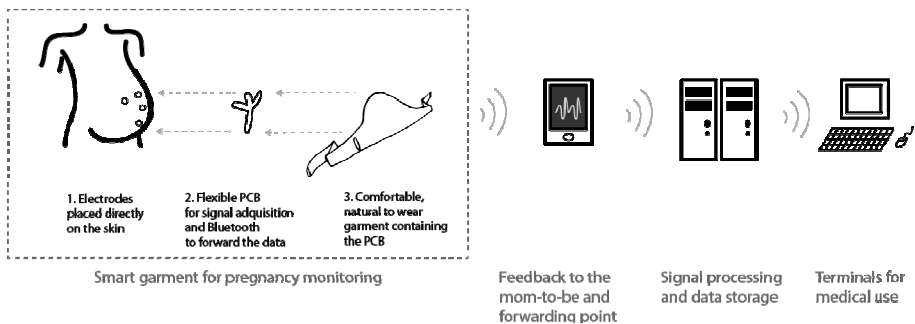 1. Electrodes
placed directly
on the skin
2. Flexible PCB
for signal adquisition
and Bluetooth
to forward the data
3. Comfortable,
natural to wear
garment containing
the PCB
Smart garment for pregnancy monitoring
Feedback to the
mom-to-be and
forwarding point
Signal processing
and data storage
Terminals for
medical use